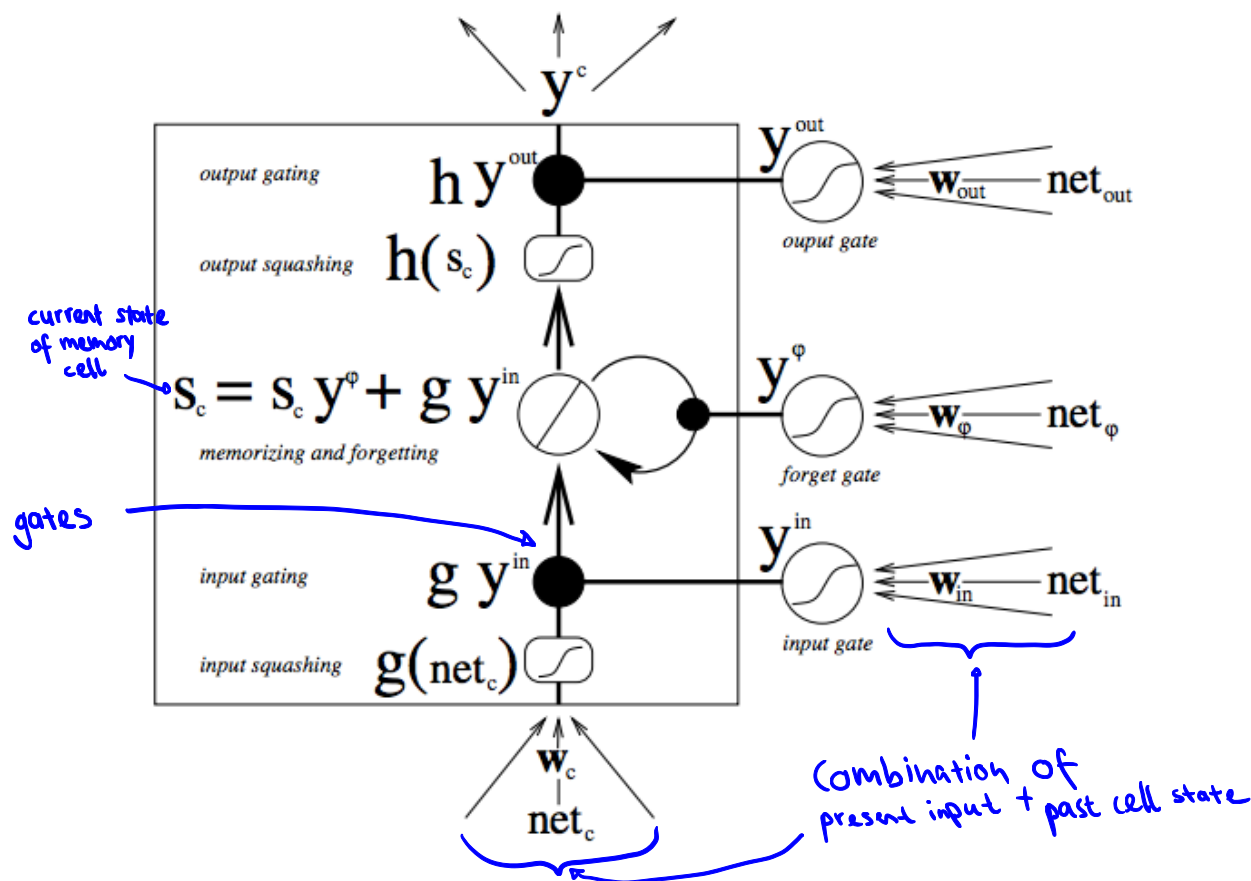 y^c
y^out
output gating
h y^out
w_out
net_out
ouput gate
output squashing
h(s_c)
current state
of memory
cell
y^φ
s_c = s_c y^φ + g y^in
w_φ
net_φ
memorizing and forgetting
forget gate
gates
y^in
input gating
g y^in
w_in
net_in
input gate
input squashing
g(net_c)
w_c
net_c
Combination of
present input + past cell state